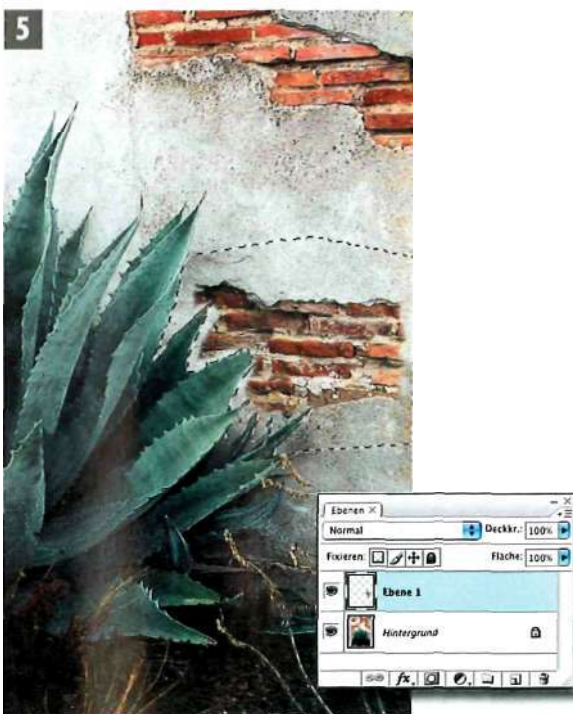 5
Ebenen ×
Normal Deckkr.: 100%
Fixieren: Fläche: 100%
Ebene 1
Hintergrund
fx